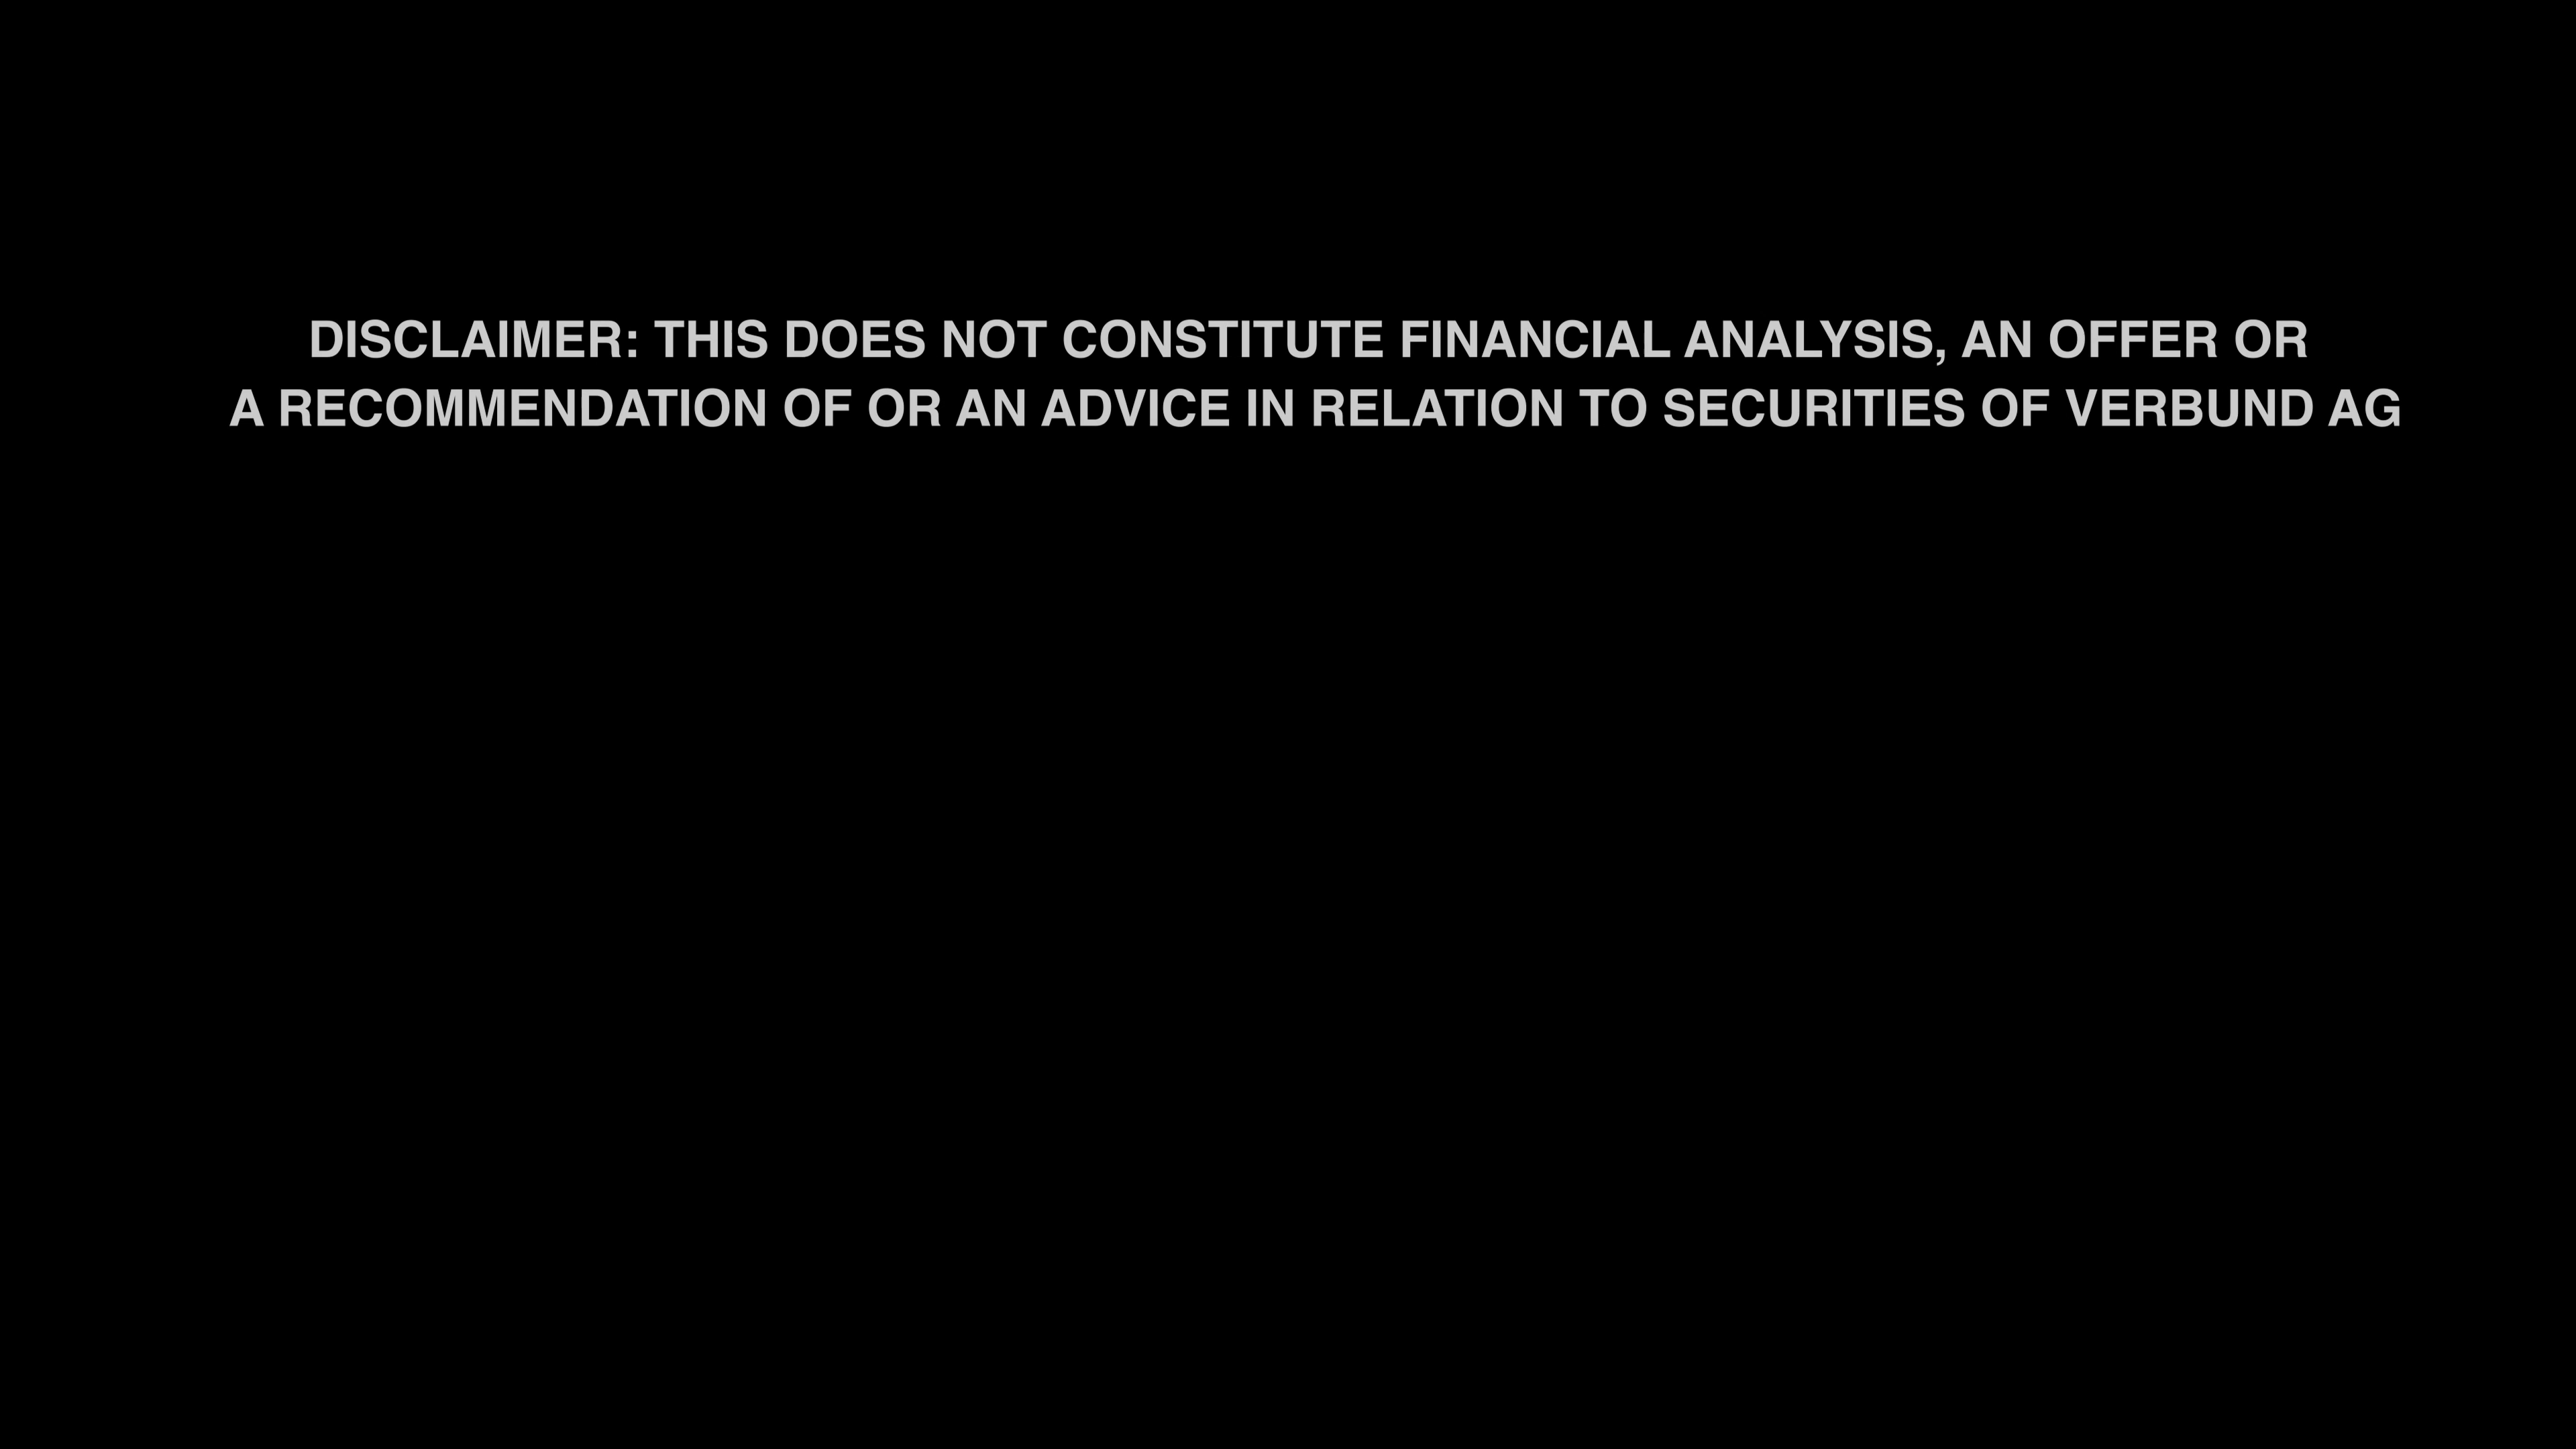 DISCLAIMER: THIS DOES NOT CONSTITUTE FINANCIAL ANALYSIS, AN OFFER OR
A RECOMMENDATION OF OR AN ADVICE IN RELATION TO SECURITIES OF VERBUND AG